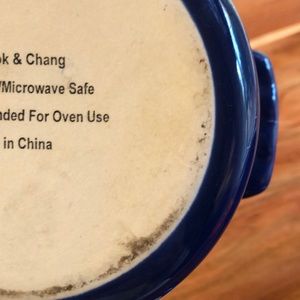 ok & Chang
/Microwave Safe
nded For Oven Use
in China